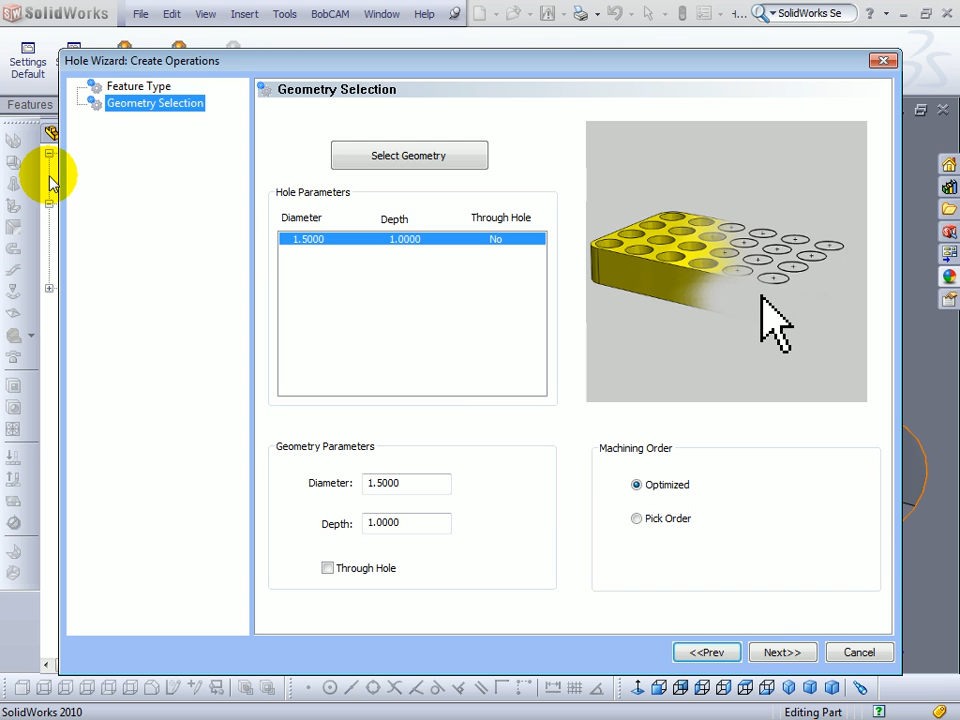 SolidWorks File Edit View Insert Tools BobCAM Window Help H... SolidWorks Se
Settings
Default
Features
Hole Wizard: Create Operations
Feature Type
Geometry Selection
Geometry Selection
Select Geometry
Hole Parameters
Diameter Depth Through Hole
1.5000 1.0000 No
Geometry Parameters
Diameter: 1.5000
Depth: 1.0000
Through Hole
Machining Order
Optimized
Pick Order
<<Prev Next>> Cancel
SolidWorks 2010 Editing Part